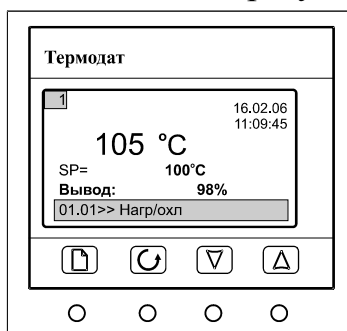 Термодат
1
16.02.06
11:09:45
105 °C
SP= 100°C
Вывод: 98%
01.01>> Нагр/охл